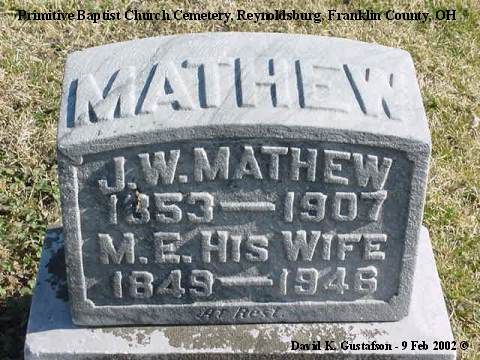 Primitive Baptist Church Cemetery, Reynoldsburg, Franklin County, OH
MATHEW
J. W. MATHEW
1853—1907
M. E. HIS WIFE
1849—1946
AT REST.
David K. Gustafson - 9 Feb 2002 ©